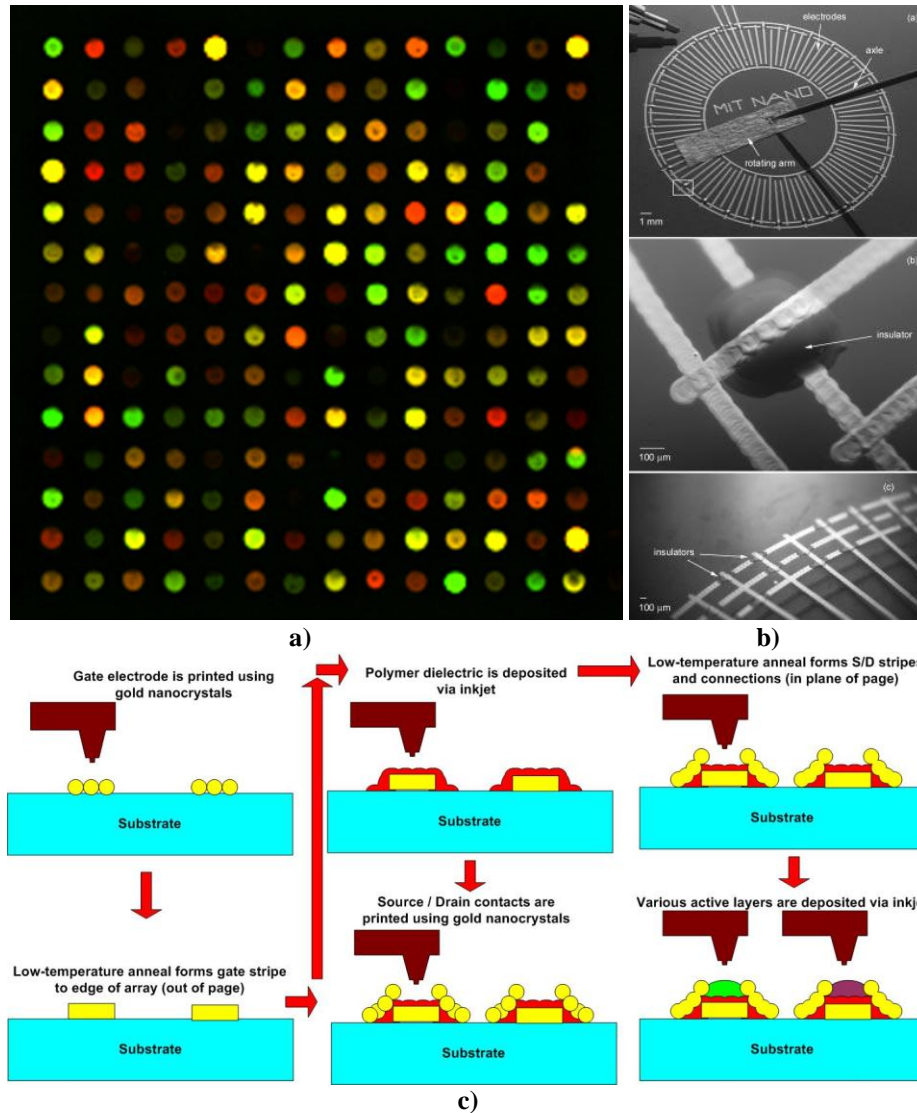 (a)
electrodes
axle
MIT NANO
rotating arm
1 mm
(b)
insulator
100 μm
(c)
insulators
100 μm
a)
b)
Gate electrode is printed using
gold nanocrystals
Substrate
Low-temperature anneal forms gate stripe
to edge of array (out of page)
Substrate
Polymer dielectric is deposited
via inkjet
Substrate
Source / Drain contacts are
printed using gold nanocrystals
Substrate
Low-temperature anneal forms S/D stripes
and connections (in plane of page)
Substrate
Various active layers are deposited via inkje
Substrate
c)